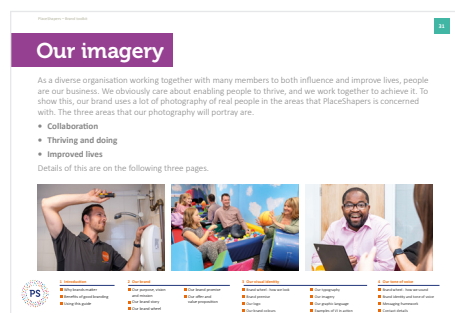 PlaceShapers – Brand toolkit
31
Our imagery
As a diverse organisation working together with many members to both influence and improve lives, people
are our business. We obviously care about enabling people to thrive, and we work together to achieve it. To
show this, our brand uses a lot of photography of real people in the areas that PlaceShapers is concerned
with. The three areas that our photography will portray are.
• Collaboration
• Thriving and doing
• Improved lives
Details of this are on the following three pages.
PS
1 Introduction
Why brands matter
Benefits of good branding
Using this guide
2 Our brand
Our purpose, vision
and mission
Our brand story
Our brand wheel
Our brand promise
Our offer and
value proposition
3 Our visual identity
Brand wheel - how we look
Brand premise
Our logo
Our brand colours
Our typography
Our imagery
Our graphic language
Examples of it in action
4 Our tone of voice
Brand wheel - how we sound
Brand identity and tone of voice
Messaging framework
Contact details